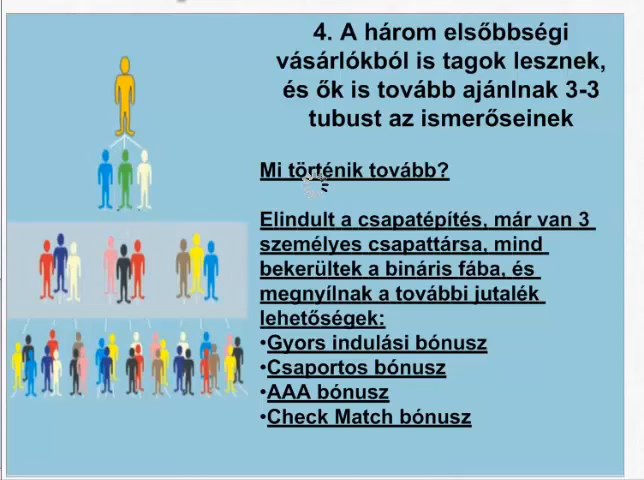 4. A három elsőbbségi
vásárlókból is tagok lesznek,
és ők is tovább ajánlnak 3-3
tubust az ismerőseinek
Mi történik tovább?
Elindult a csapatépítés, már van 3
személyes csapattársa, mind
bekerültek a bináris fába, és
megnyílnak a további jutalék
lehetőségek:
•Gyors indulási bónusz
•Csaportos bónusz
•AAA bónusz
•Check Match bónusz